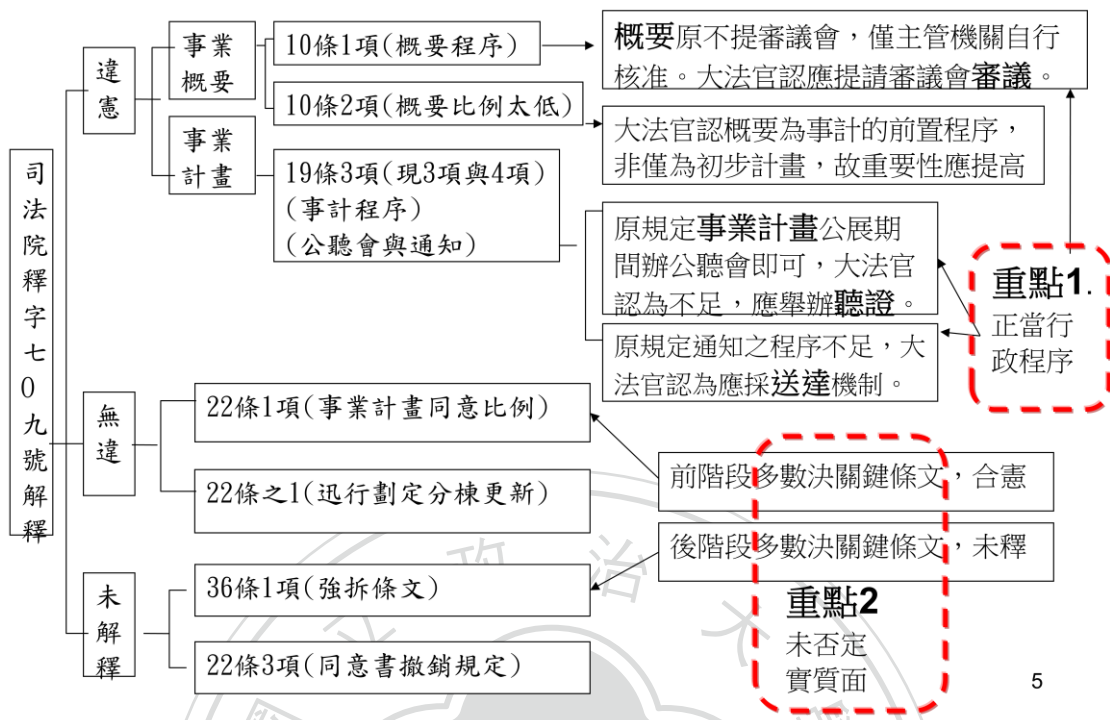 司法院釋字七0九號解釋
違憲
事業
概要
10條1項(概要程序)
概要原不提審議會，僅主管機關自行
核准。大法官認應提請審議會審議。
10條2項(概要比例太低)
大法官認概要為事計的前置程序，
非僅為初步計畫，故重要性應提高
事業
計畫
19條3項(現3項與4項)
(事計程序)
(公聽會與通知)
原規定事業計畫公展期
間辦公聽會即可，大法官
認為不足，應舉辦聽證。
原規定通知之程序不足，大
法官認為應採送達機制。
重點1.
正當行
政程序
無違
22條1項(事業計畫同意比例)
22條之1(迅行劃定分棟更新)
前階段多數決關鍵條文，合憲
後階段多數決關鍵條文，未釋
未解釋
36條1項(強拆條文)
22條3項(同意書撤銷規定)
重點2
未否定
實質面
5
立政治大學